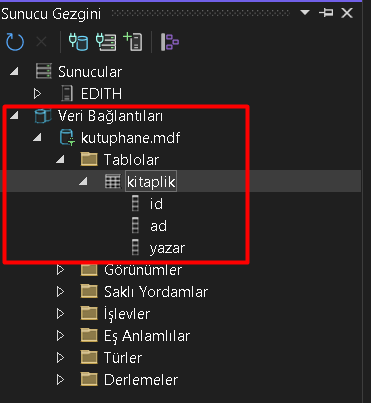 Sunucu Gezgini
Sunucular
EDITH
Veri Bağlantıları
kutuphane.mdf
Tablolar
kitaplik
id
ad
yazar
Görünümler
Saklı Yordamlar
İşlevler
Eş Anlamlılar
Türler
Derlemeler